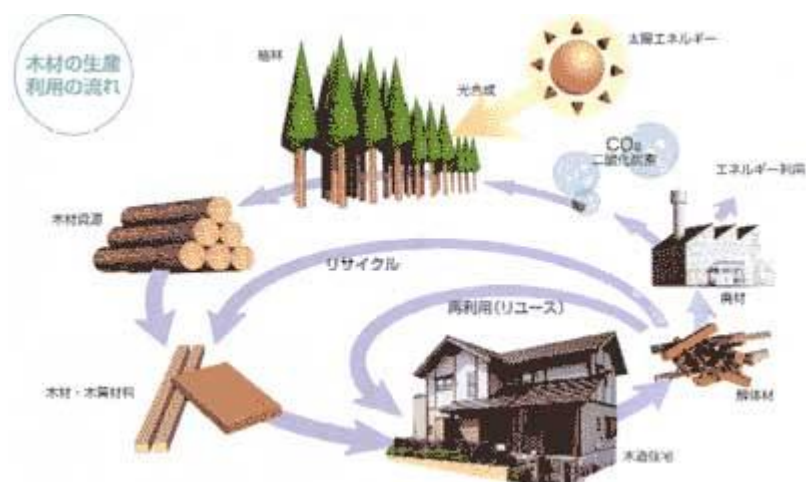 木材の生産
利用の流れ
植林
太陽エネルギー
光合成
CO₂
二酸化炭素
エネルギー利用
木材資源
リサイクル
廃材
再利用(リユース)
木材・木質材料
解体材
木造住宅